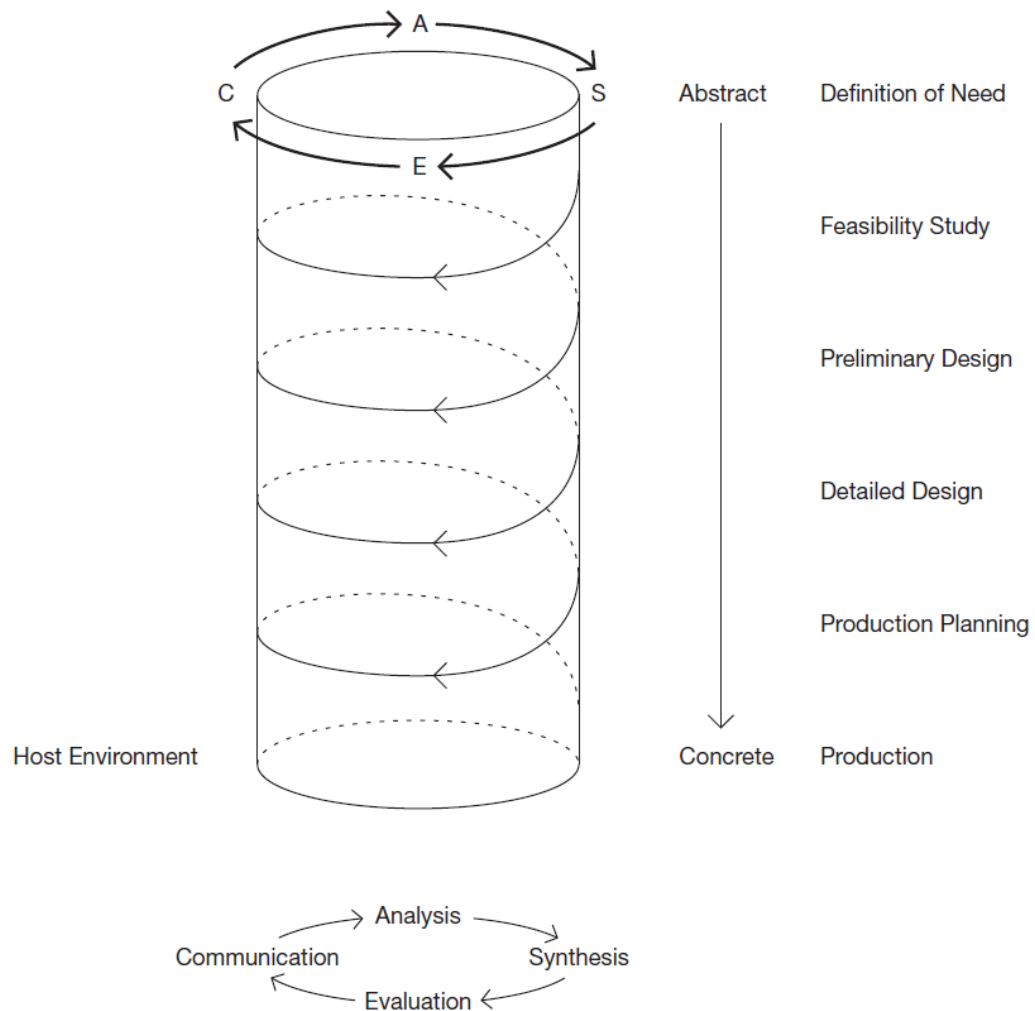 A
C
S
Abstract
Definition of Need
E
Feasibility Study
Preliminary Design
Detailed Design
Production Planning
Host Environment
Concrete
Production
Analysis
Communication
Synthesis
Evaluation